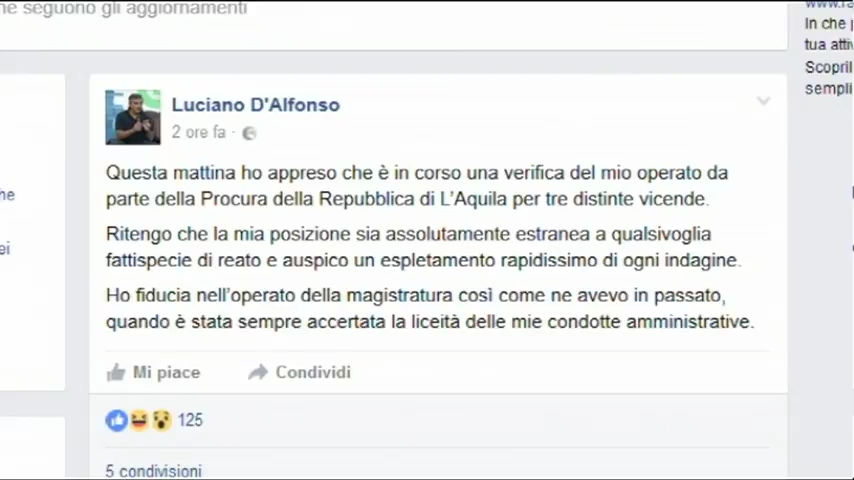 ne seguono gli aggiornamenti
In che
tua atti
Scopril
sempli
he
ei
Luciano D'Alfonso
2 ore fa ·
Questa mattina ho appreso che è in corso una verifica del mio operato da
parte della Procura della Repubblica di L'Aquila per tre distinte vicende.
Ritengo che la mia posizione sia assolutamente estranea a qualsivoglia
fattispecie di reato e auspico un espletamento rapidissimo di ogni indagine.
Ho fiducia nell'operato della magistratura così come ne avevo in passato,
quando è stata sempre accertata la liceità delle mie condotte amministrative.
Mi piace Condividi
125
5 condivisioni